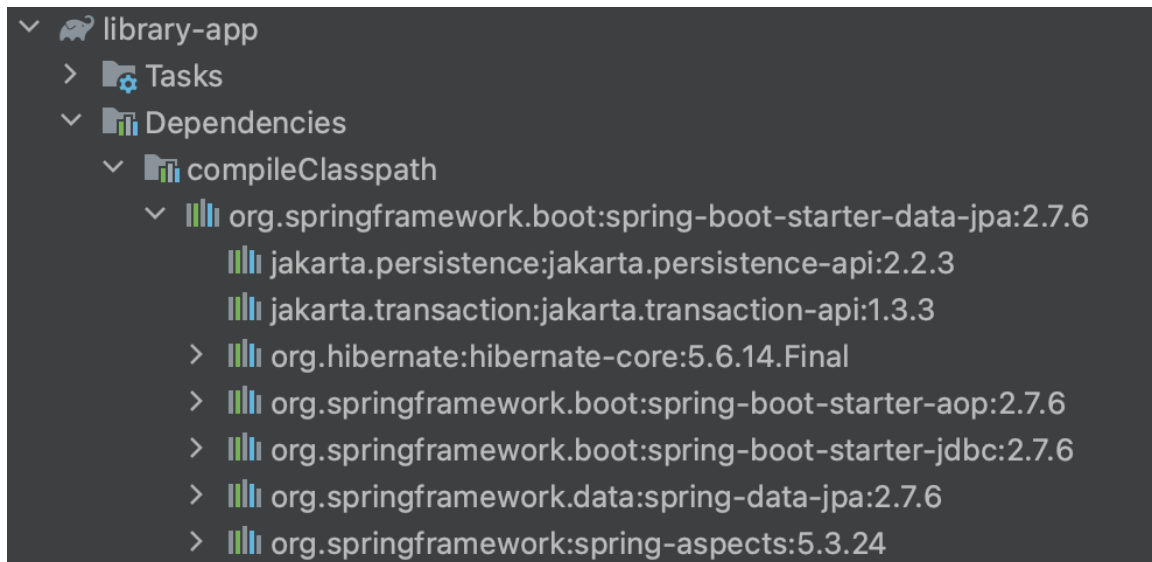 library-app
Tasks
Dependencies
compileClasspath
org.springframework.boot:spring-boot-starter-data-jpa:2.7.6
jakarta.persistence:jakarta.persistence-api:2.2.3
jakarta.transaction:jakarta.transaction-api:1.3.3
org.hibernate:hibernate-core:5.6.14.Final
org.springframework.boot:spring-boot-starter-aop:2.7.6
org.springframework.boot:spring-boot-starter-jdbc:2.7.6
org.springframework.data:spring-data-jpa:2.7.6
org.springframework:spring-aspects:5.3.24